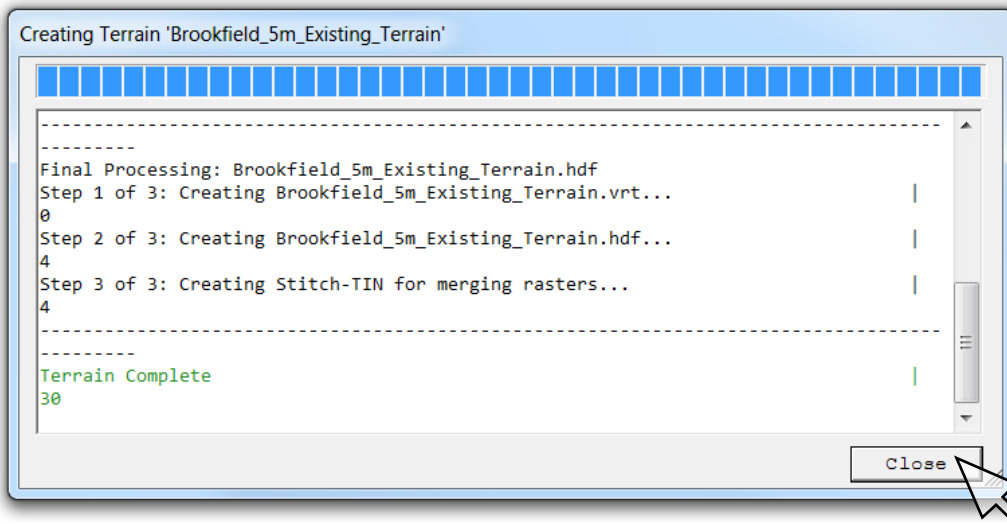 Creating Terrain 'Brookfield_5m_Existing_Terrain'
-----------------------------------------------------------------------------------
---------
Final Processing: Brookfield_5m_Existing_Terrain.hdf
Step 1 of 3: Creating Brookfield_5m_Existing_Terrain.vrt... |
0
Step 2 of 3: Creating Brookfield_5m_Existing_Terrain.hdf... |
4
Step 3 of 3: Creating Stitch-TIN for merging rasters... |
4
-----------------------------------------------------------------------------------
---------
Terrain Complete |
30
Close